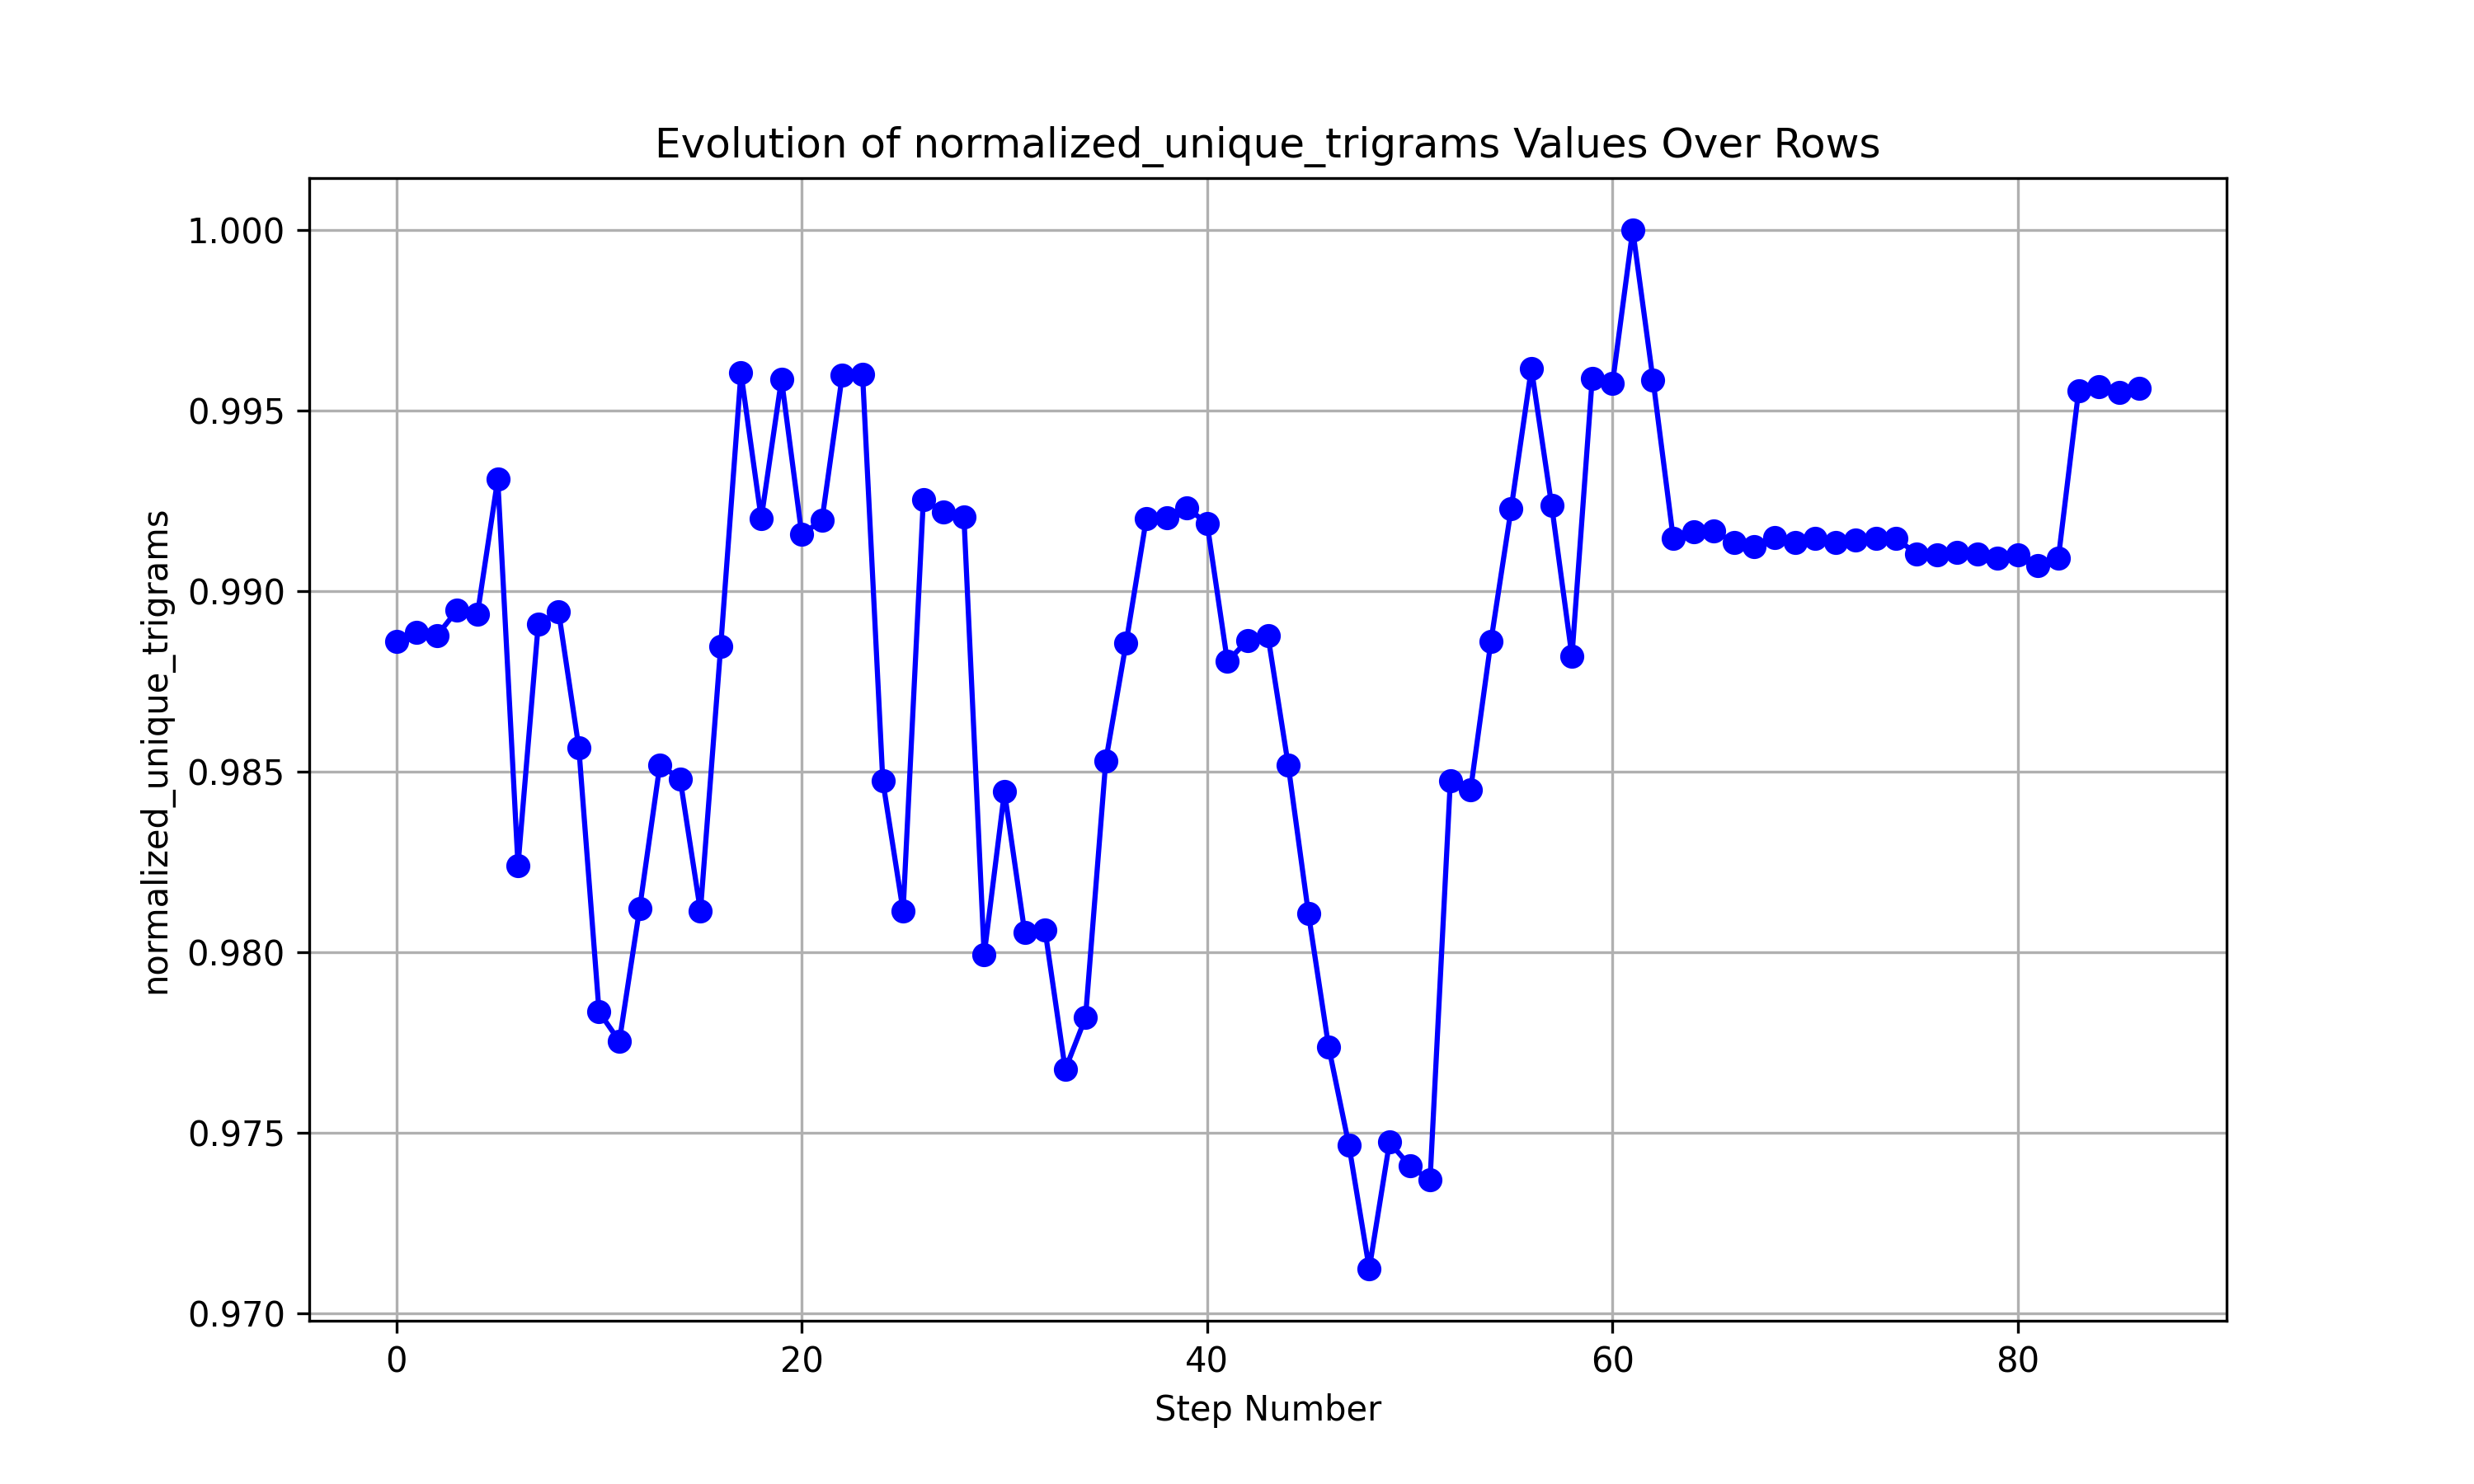 Evolution of normalized_unique_trigrams Values Over Rows
normalized_unique_trigrams
1.000
0.995
0.990
0.985
0.980
0.975
0.970
0 20 40 60 80
Step Number